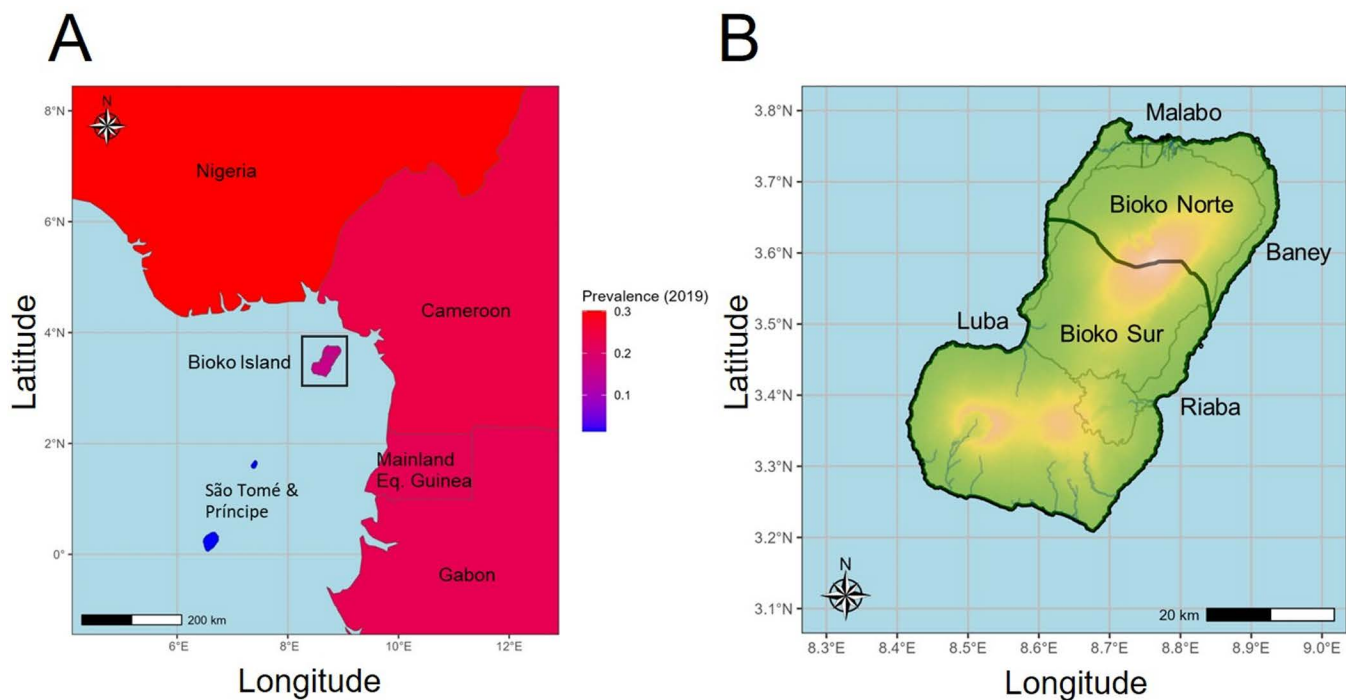 A
B
N
8°N
6°N
4°N
2°N
0°
Latitude
Nigeria
Cameroon
Bioko Island
Mainland
Eq. Guinea
São Tomé &
Príncipe
Gabon
200 km
6°E
8°E
10°E
12°E
Longitude
Prevalence (2019)
0.3
0.2
0.1
3.8°N
3.7°N
3.6°N
3.5°N
3.4°N
3.3°N
3.2°N
3.1°N
Latitude
Malabo
Bioko Norte
Baney
Luba
Bioko Sur
Riaba
N
20 km
8.3°E
8.4°E
8.5°E
8.6°E
8.7°E
8.8°E
8.9°E
9.0°E
Longitude